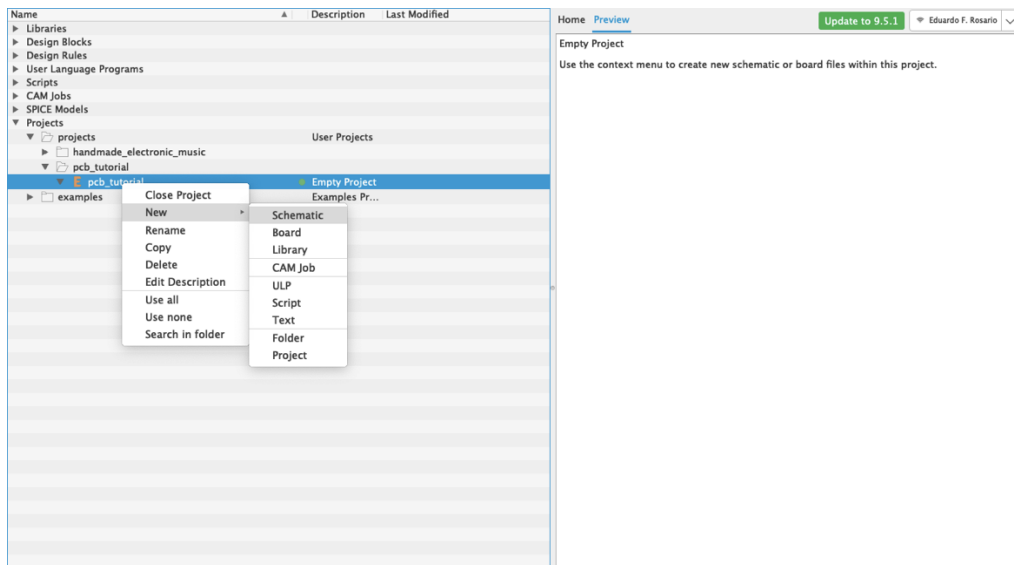 Name Description Last Modified
Libraries
Design Blocks
Design Rules
User Language Programs
Scripts
CAM Jobs
SPICE Models
Projects
projects User Projects
handmade_electronic_music
pcb_tutorial
pcb_tutorial Empty Project
examples Examples Pr...
Close Project
New
Rename
Copy
Delete
Edit Description
Use all
Use none
Search in folder
Schematic
Board
Library
CAM Job
ULP
Script
Text
Folder
Project
Home Preview Update to 9.5.1 Eduardo F. Rosario
Empty Project
Use the context menu to create new schematic or board files within this project.